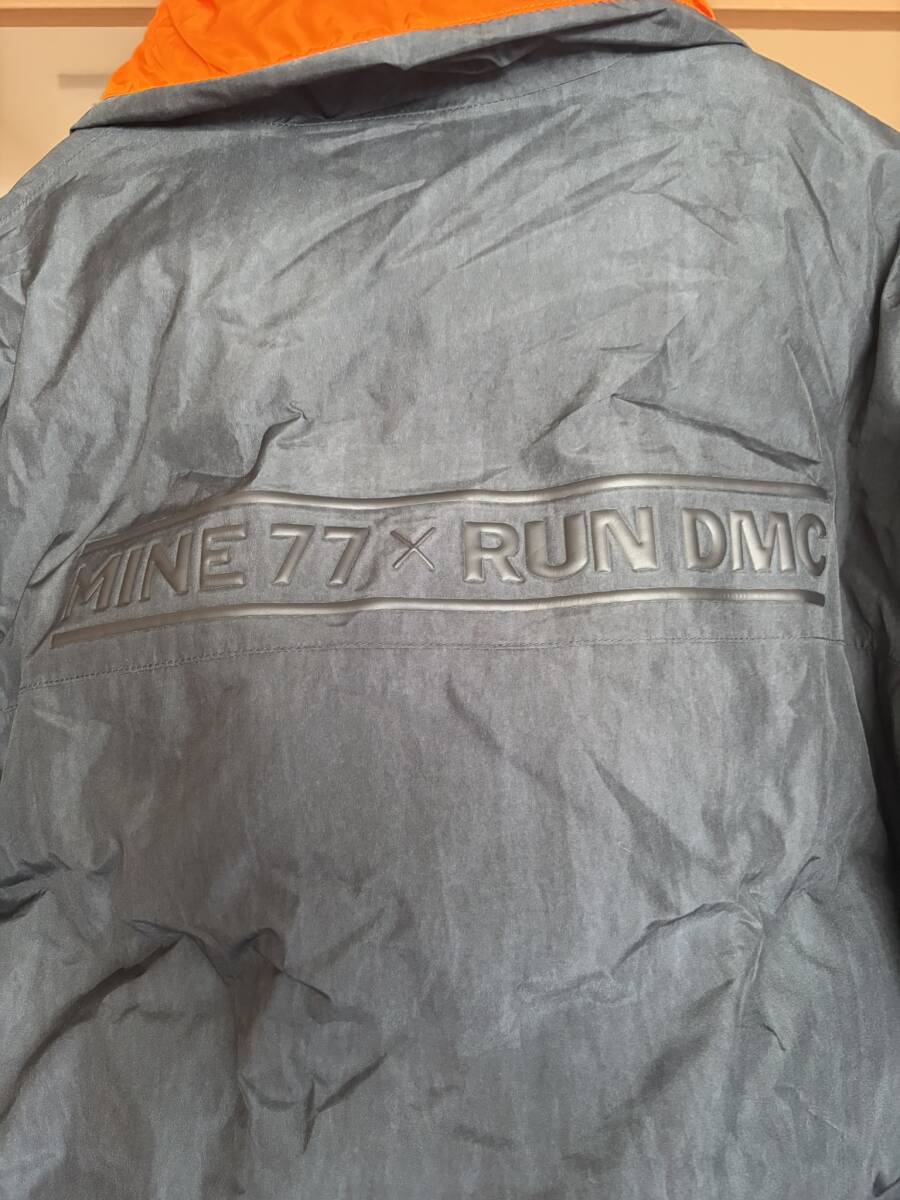 MINE 77 × RUN DMC